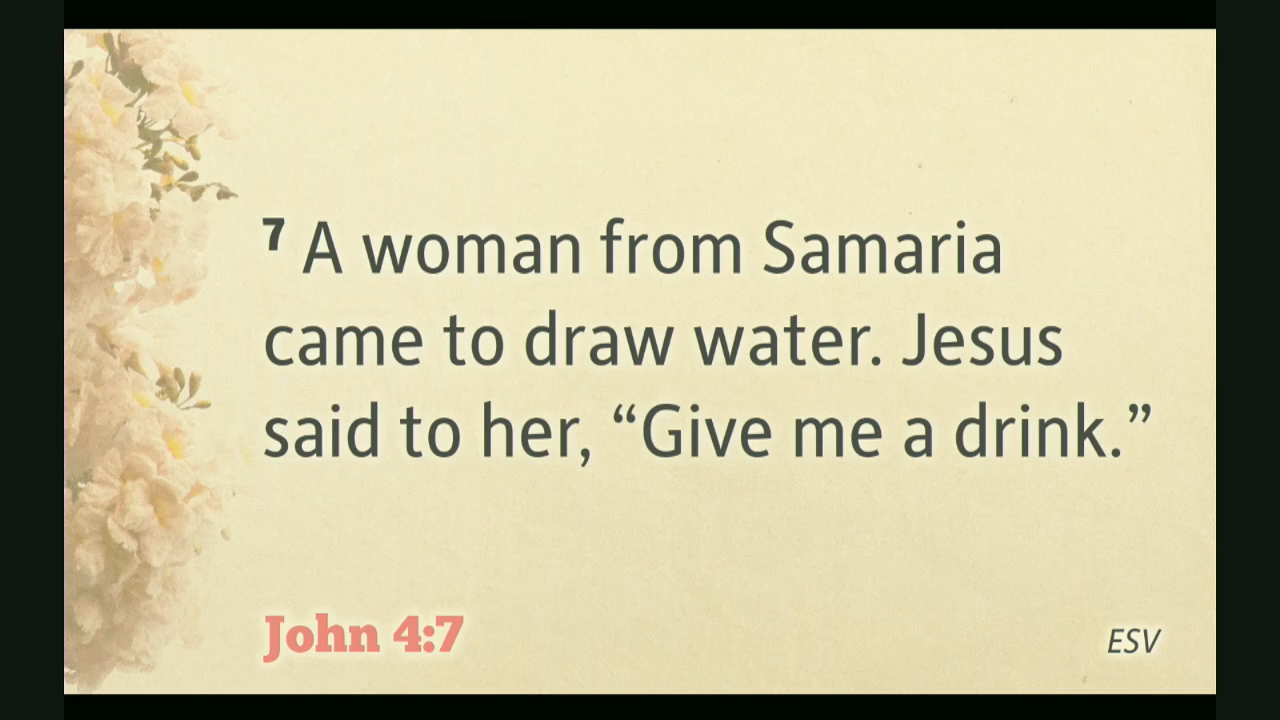 7 A woman from Samaria
came to draw water. Jesus
said to her, “Give me a drink.”
John 4:7
ESV